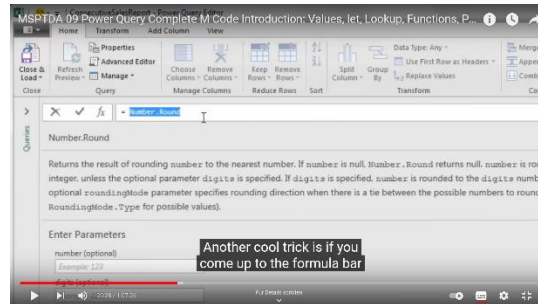 MSPTDA 09 Power Query Complete M Code Introduction: Values, let, Lookup, Functions, P...
Home Transform Add Column View
Close & Load
Refresh Preview
Properties
Advanced Editor
Manage
Choose Columns
Remove Columns
Keep Rows
Remove Rows
Split Column
Group By
Data Type: Any
Use First Row as Headers
Replace Values
Close
Query
Manage Columns
Reduce Rows
Sort
Transform
Queries
fx = Number.Round
Number.Round
Returns the result of rounding number to the nearest number. If number is null, Number.Round returns null, number is ro
integer, unless the optional parameter digits is specified. If digits is specified, number is rounded to the digits numb
optional roundingMode parameter specifies rounding direction when there is a tie between the possible numbers to round
RoundingMode.Type for possible values).
Enter Parameters
number (optional)
Example: 123
digits (optional)
Another cool trick is if you
come up to the formula bar
Für Details scrollen